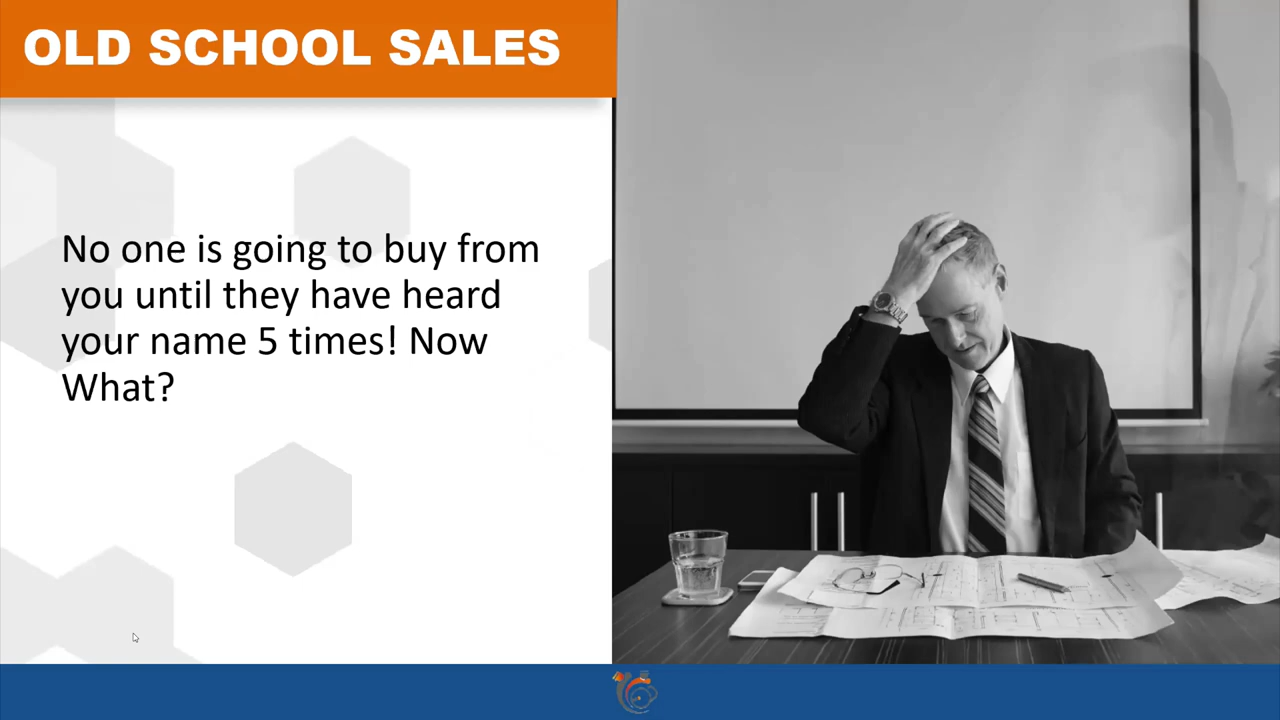 OLD SCHOOL SALES
No one is going to buy from
you until they have heard
your name 5 times! Now
What?